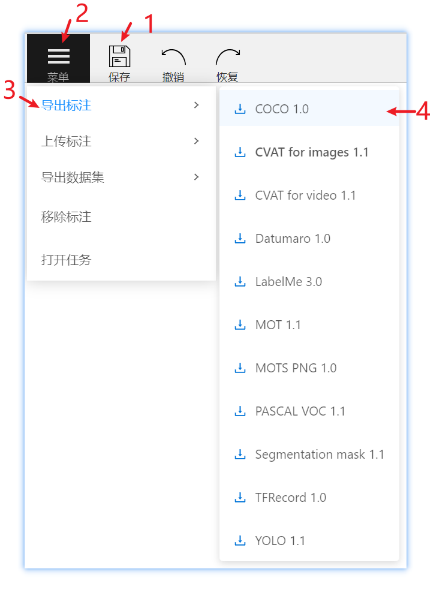 2
1
菜单
保存
撤销
恢复
3
导出标注
上传标注
导出数据集
移除标注
打开任务
COCO 1.0
4
CVAT for images 1.1
CVAT for video 1.1
Datumaro 1.0
LabelMe 3.0
MOT 1.1
MOTS PNG 1.0
PASCAL VOC 1.1
Segmentation mask 1.1
TFRecord 1.0
YOLO 1.1